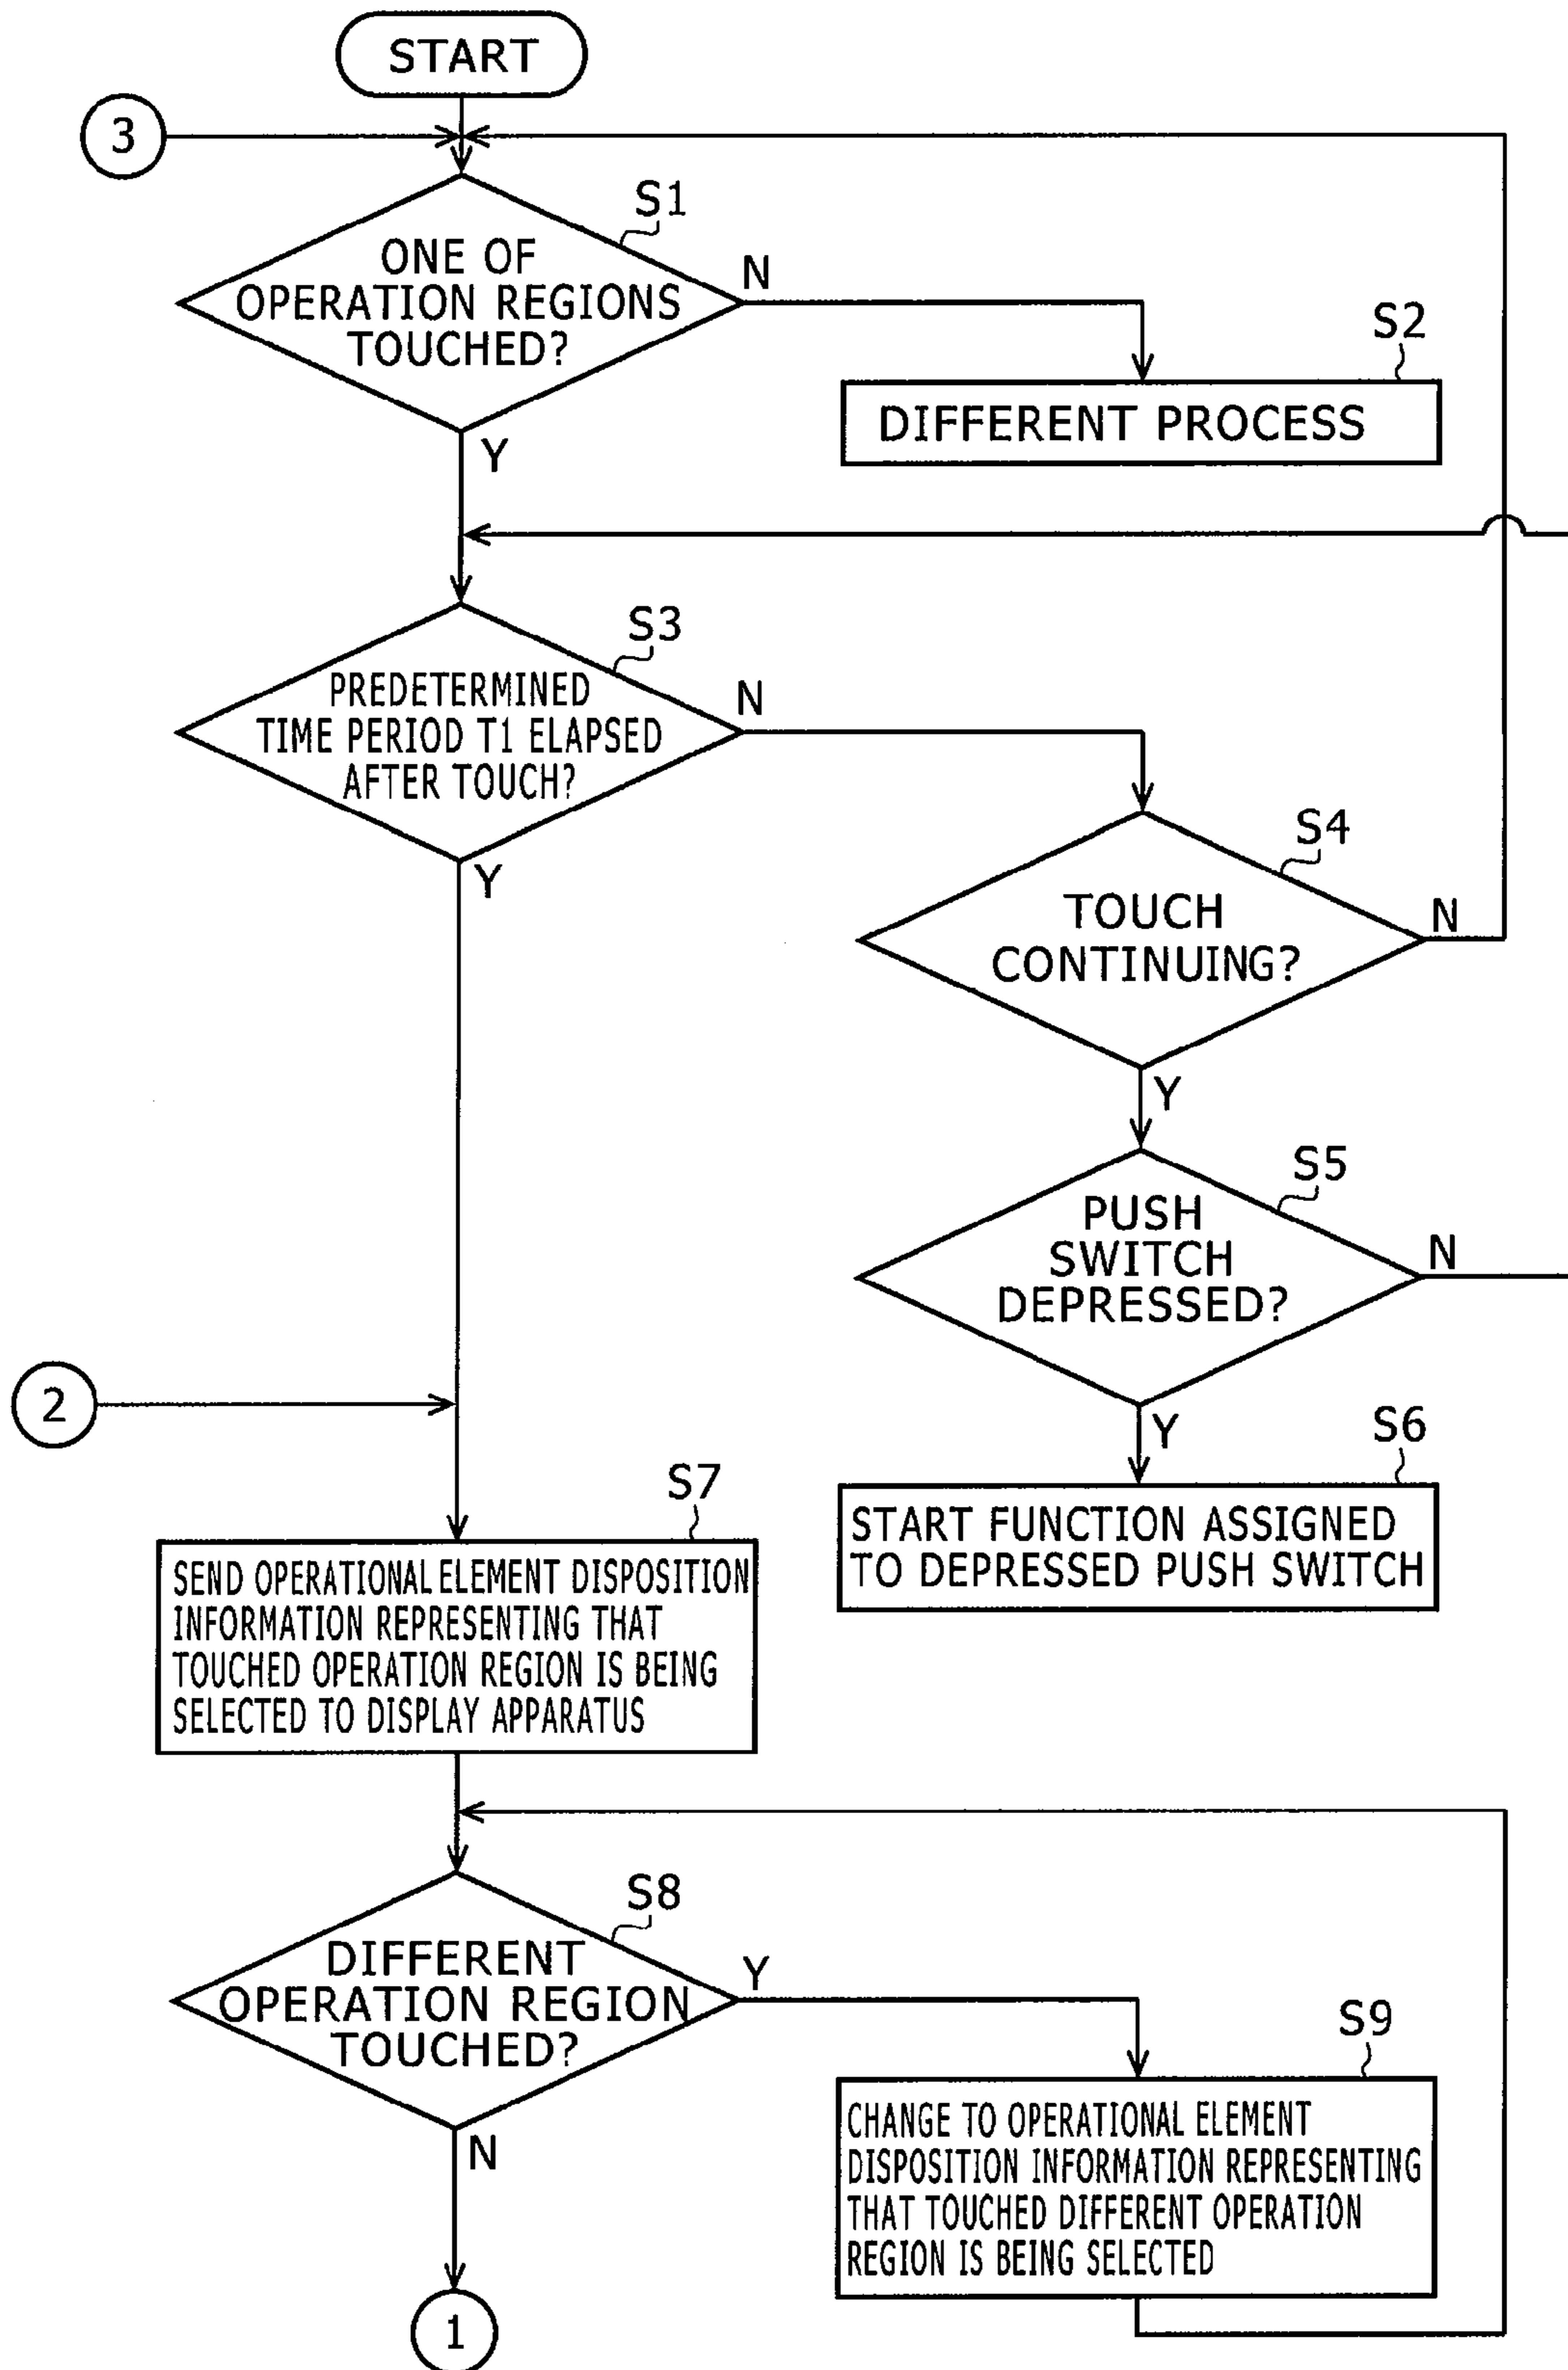 START
3
S1
ONE OF
OPERATION REGIONS
TOUCHED?
N
Y
S2
DIFFERENT PROCESS
S3
PREDETERMINED
TIME PERIOD T1 ELAPSED
AFTER TOUCH?
N
Y
S4
TOUCH
CONTINUING?
N
Y
S5
PUSH
SWITCH
DEPRESSED?
N
Y
2
S6
START FUNCTION ASSIGNED
TO DEPRESSED PUSH SWITCH
S7
SEND OPERATIONAL ELEMENT DISPOSITION
INFORMATION REPRESENTING THAT
TOUCHED OPERATION REGION IS BEING
SELECTED TO DISPLAY APPARATUS
S8
DIFFERENT
OPERATION REGION
TOUCHED?
Y
N
S9
CHANGE TO OPERATIONAL ELEMENT
DISPOSITION INFORMATION REPRESENTING
THAT TOUCHED DIFFERENT OPERATION
REGION IS BEING SELECTED
1